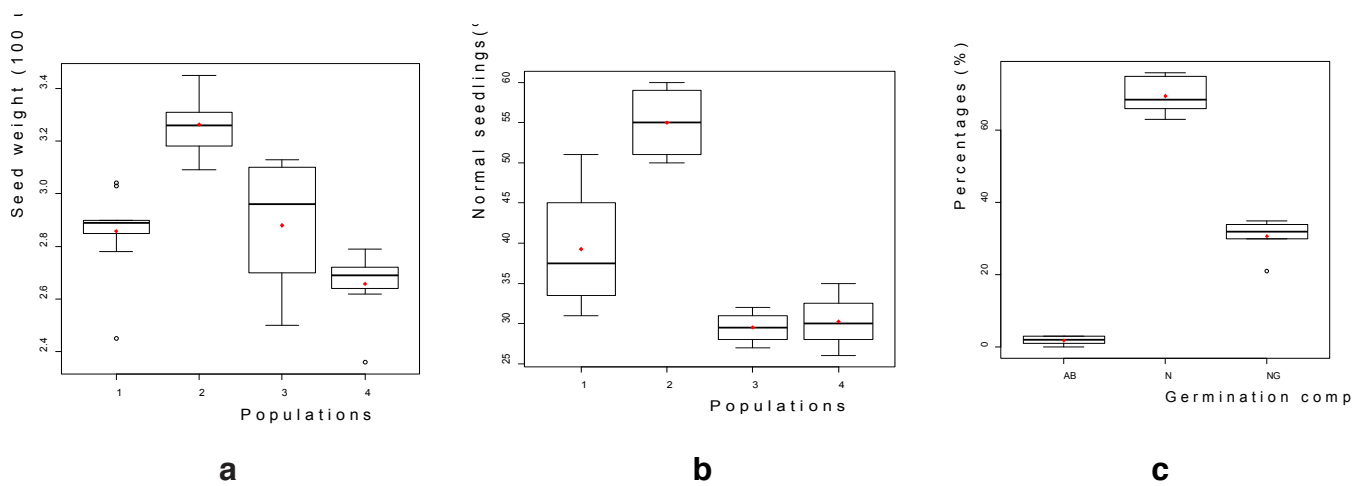 Seed weight (100
3.4
3.2
3.0
2.8
2.6
2.4
1 2 3 4
Populations
a
Normal seedlings(
60
55
50
45
40
35
30
25
1 2 3 4
Populations
b
Percentages (%)
60
40
20
0
AB N NG
Germination comp
c